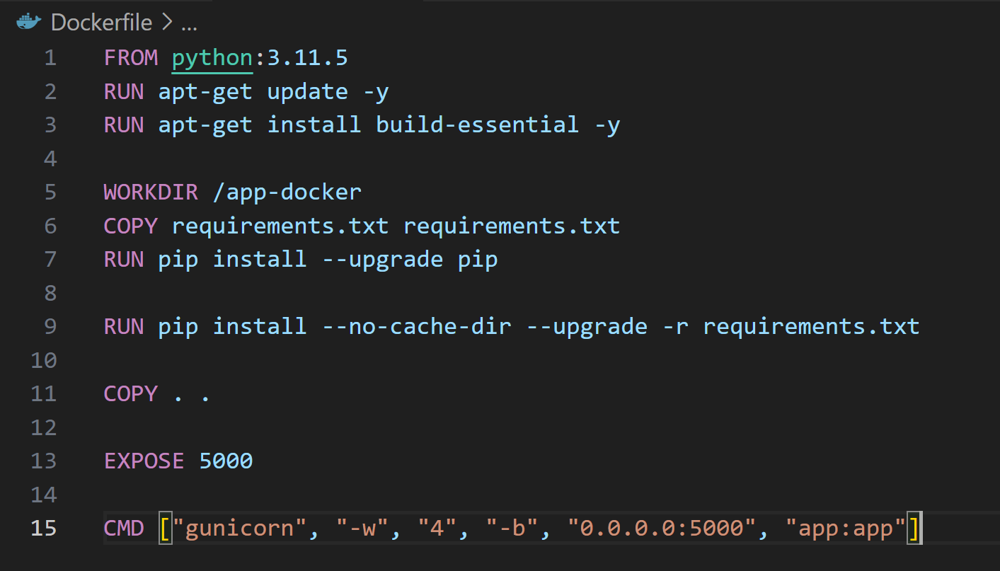 Dockerfile > ...
1 FROM python:3.11.5
2 RUN apt-get update -y
3 RUN apt-get install build-essential -y
4
5 WORKDIR /app-docker
6 COPY requirements.txt requirements.txt
7 RUN pip install --upgrade pip
8
9 RUN pip install --no-cache-dir --upgrade -r requirements.txt
10
11 COPY . .
12
13 EXPOSE 5000
14
15 CMD ["gunicorn", "-w", "4", "-b", "0.0.0.0:5000", "app:app"]